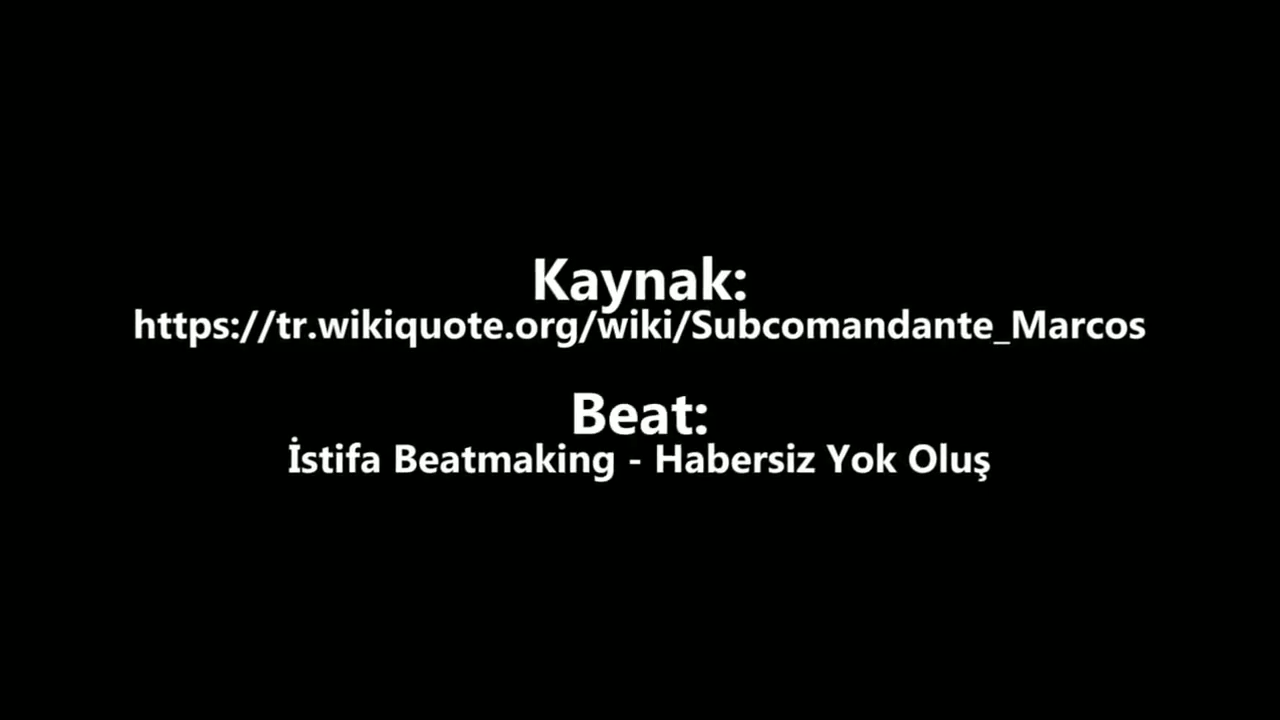 Kaynak:
https://tr.wikiquote.org/wiki/Subcomandante_Marcos
Beat:
İstifa Beatmaking - Habersiz Yok Oluş